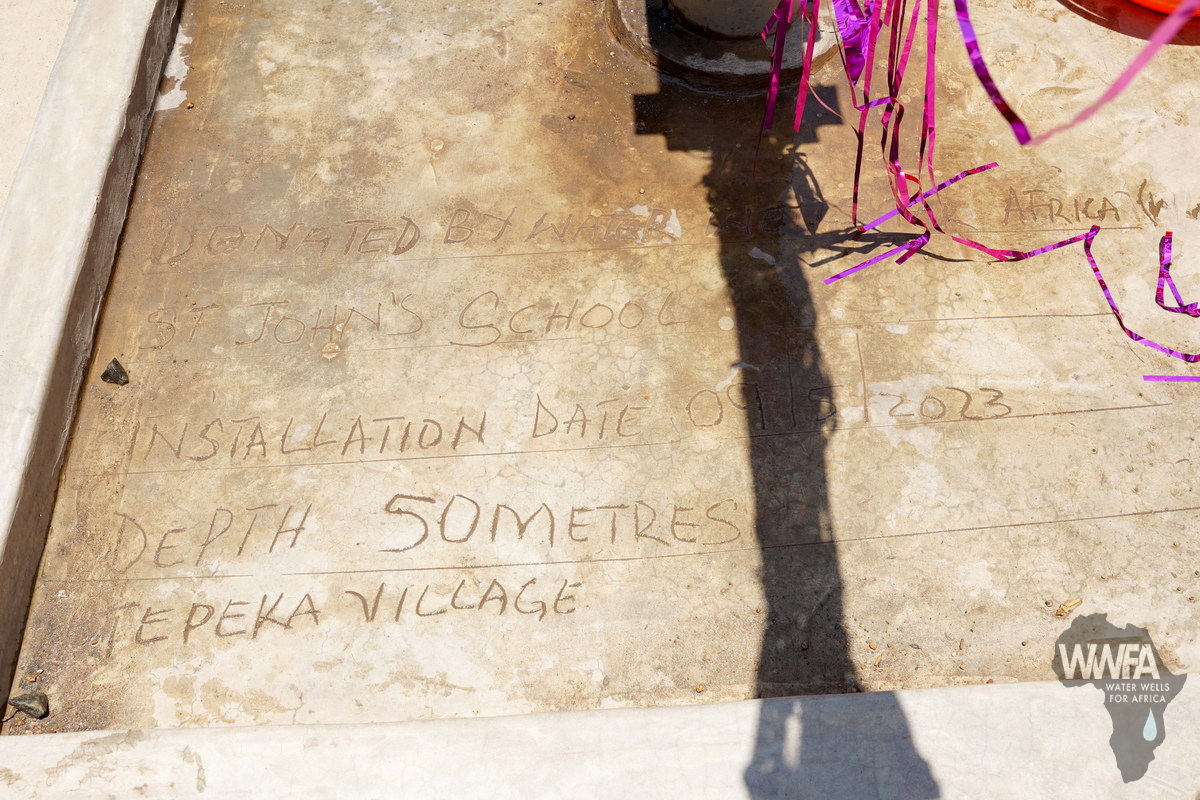 DONATED BY WATER WE AFRICA (W
ST JOHN'S SCHOOL
INSTALLATION DATE 09/5/2023
DEPTH 50METRES
TEPEKA VILLAGE
WWFA
WATER WELLS
FOR AFRICA